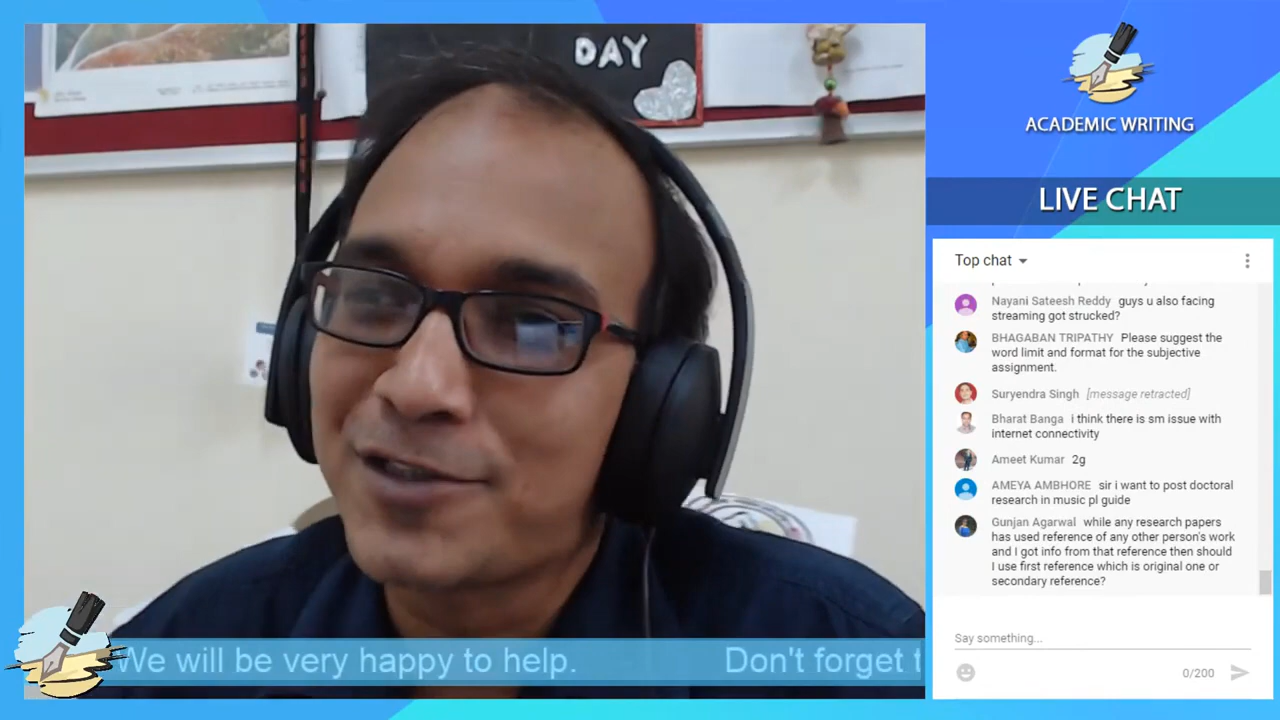 DAY
ACADEMIC WRITING
LIVE CHAT
Top chat
Nayani Sateesh Reddy guys u also facing
streaming got strucked?
BHAGABAN TRIPATHY Please suggest the
word limit and format for the subjective
assignment.
Suryendra Singh [message retracted]
Bharat Banga i think there is sm issue with
internet connectivity
Ameet Kumar 2g
AMEYA AMBHORE sir i want to post doctoral
research in music pl guide
Gunjan Agarwal while any research papers
has used reference of any other person's work
and I got info from that reference then should
I use first reference which is original one or
secondary reference?
Say something...
0/200
We will be very happy to help. Don't forget t